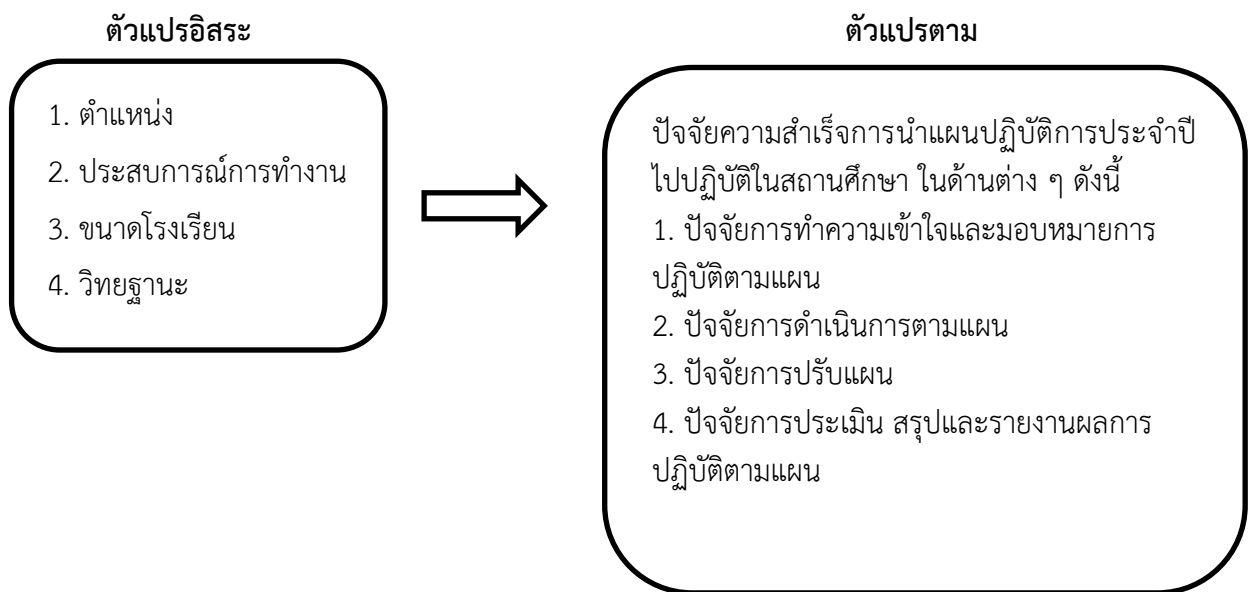 ตัวแปรอิสระ
1. ตำแหน่ง
2. ประสบการณ์การทำงาน
3. ขนาดโรงเรียน
4. วิทยฐานะ
ตัวแปรตาม
ปัจจัยความสำเร็จการนำแผนปฏิบัติการประจำปี
ไปปฏิบัติในสถานศึกษา ในด้านต่าง ๆ ดังนี้
1. ปัจจัยการทำความเข้าใจและมอบหมายการ
ปฏิบัติตามแผน
2. ปัจจัยการดำเนินการตามแผน
3. ปัจจัยการปรับแผน
4. ปัจจัยการประเมิน สรุปและรายงานผลการ
ปฏิบัติตามแผน